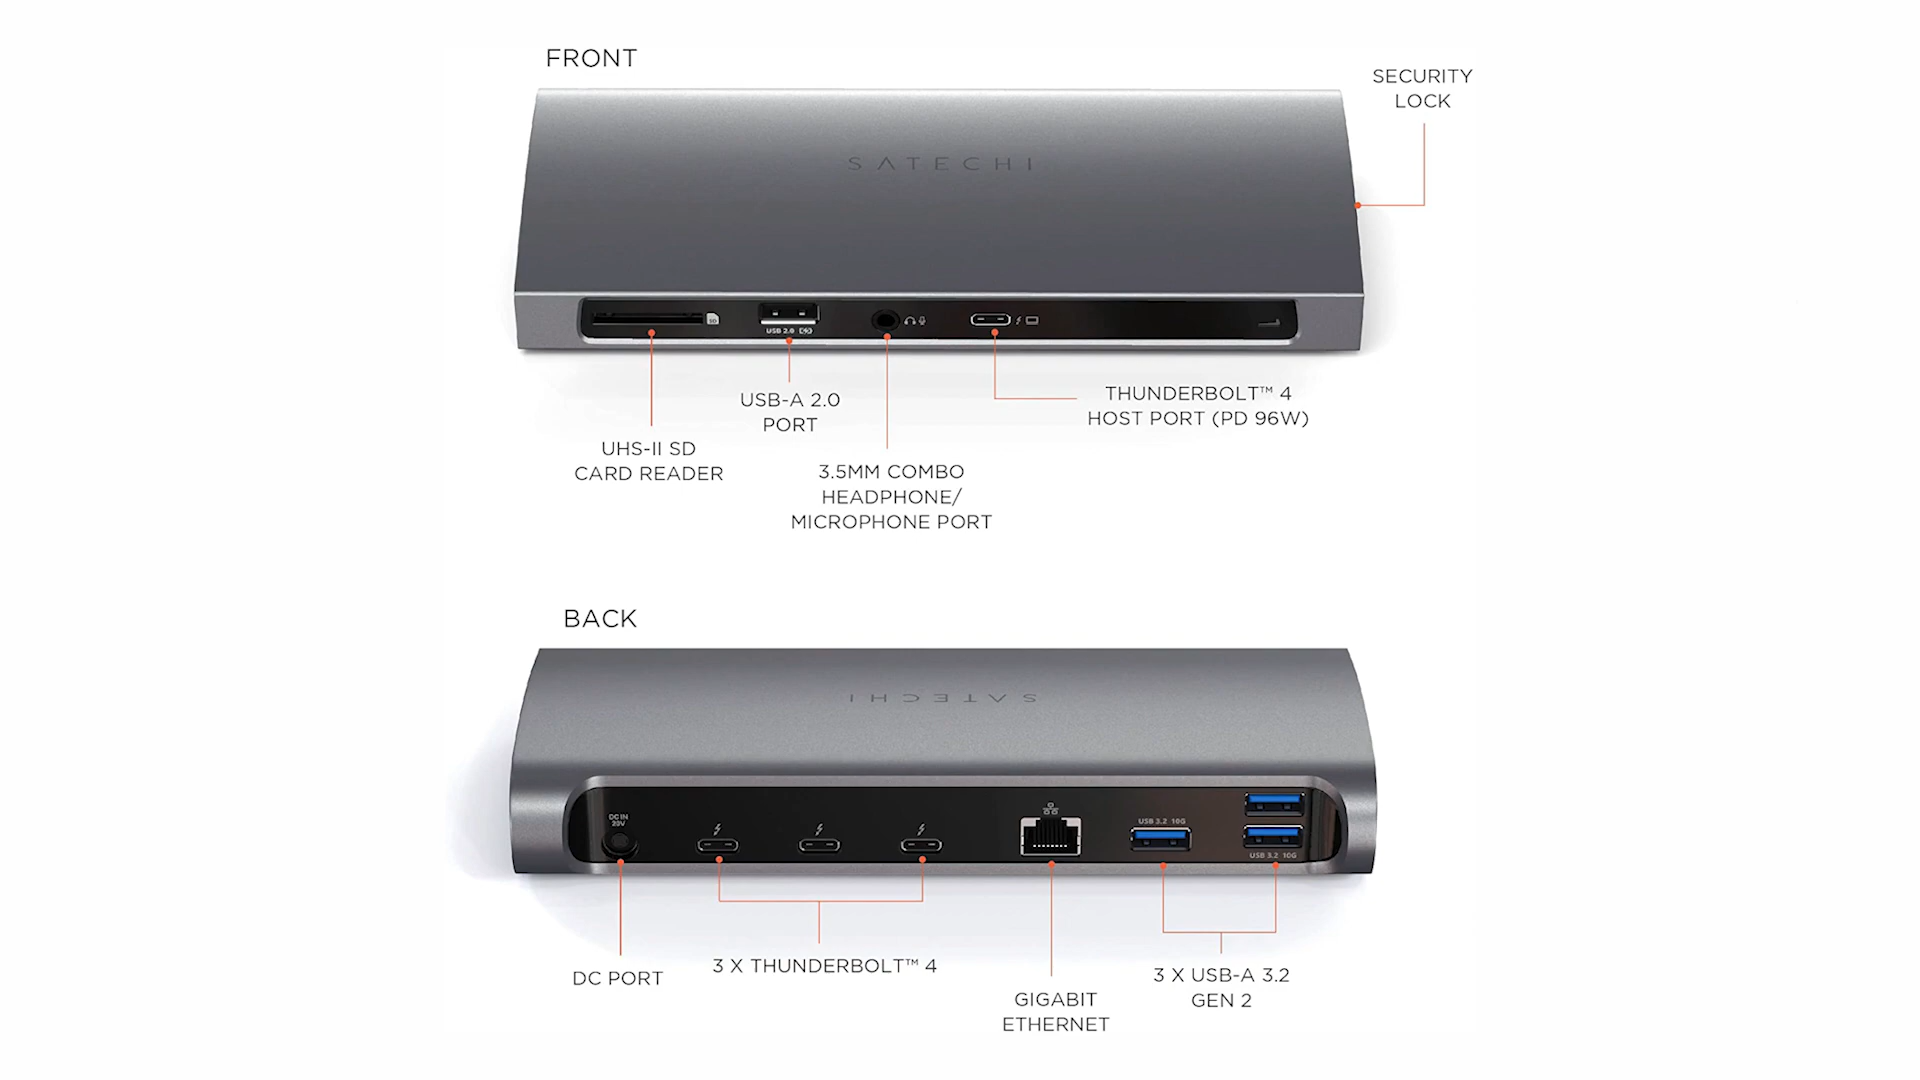 FRONT
SECURITY
LOCK
SATECHI
SD
USB 2.0
USB-A 2.0
PORT
THUNDERBOLT™ 4
HOST PORT (PD 96W)
UHS-II SD
CARD READER
3.5MM COMBO
HEADPHONE/
MICROPHONE PORT
BACK
SATECHI
DC IN
20V
USB 3.2 10G
USB 3.2 10G
DC PORT
3 X THUNDERBOLT™ 4
GIGABIT
ETHERNET
3 X USB-A 3.2
GEN 2